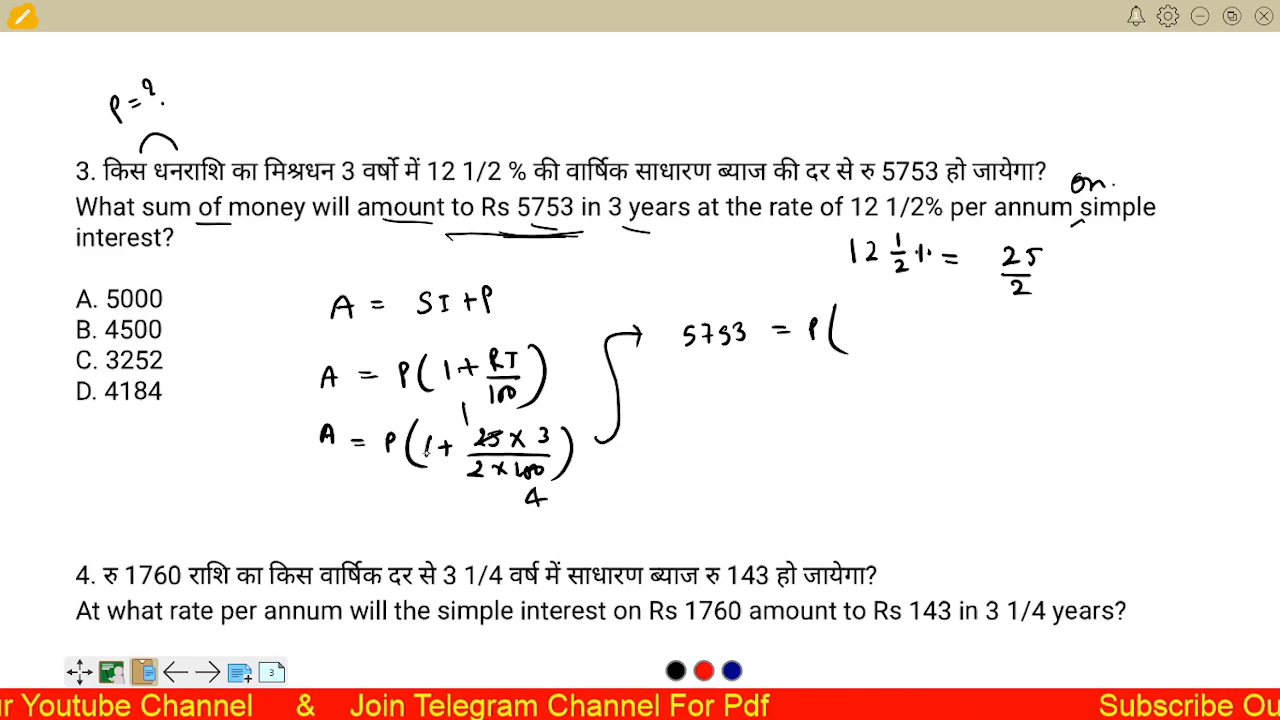 P = ?.
3. किस धनराशि का मिश्रधन 3 वर्षो में 12 1/2 % की वार्षिक साधारण ब्याज की दर से रु 5753 हो जायेगा?
on.
What sum of money will amount to Rs 5753 in 3 years at the rate of 12 1/2% per annum simple
interest?
12 1/2 % = 25/2
A. 5000
B. 4500
C. 3252
D. 4184
A = SI + P
A = P(1 + RT/100)
A = P(1 + 25 x 3 / 2 x 100)
1
4
5753 = P(
4. रु 1760 राशि का किस वार्षिक दर से 3 1/4 वर्ष में साधारण ब्याज रु 143 हो जायेगा?
At what rate per annum will the simple interest on Rs 1760 amount to Rs 143 in 3 1/4 years?
3
ur Youtube Channel & Join Telegram Channel For Pdf Subscribe Ou